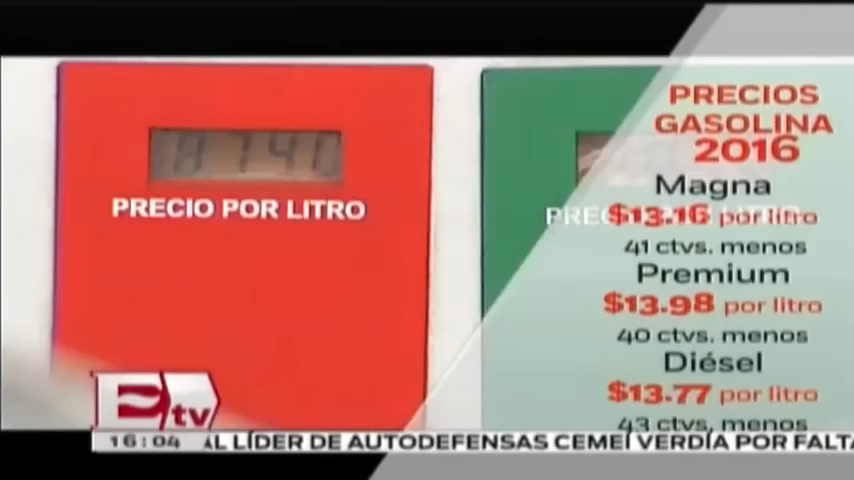 PRECIO POR LITRO
PRECIOS
GASOLINA
2016
Magna
$13.16 por litro
41 ctvs. menos
Premium
$13.98 por litro
40 ctvs. menos
Diésel
$13.77 por litro
43 ctvs. menos
tv
16:04 AL LÍDER DE AUTODEFENSAS CEMEÍ VERDÍA POR FALTA